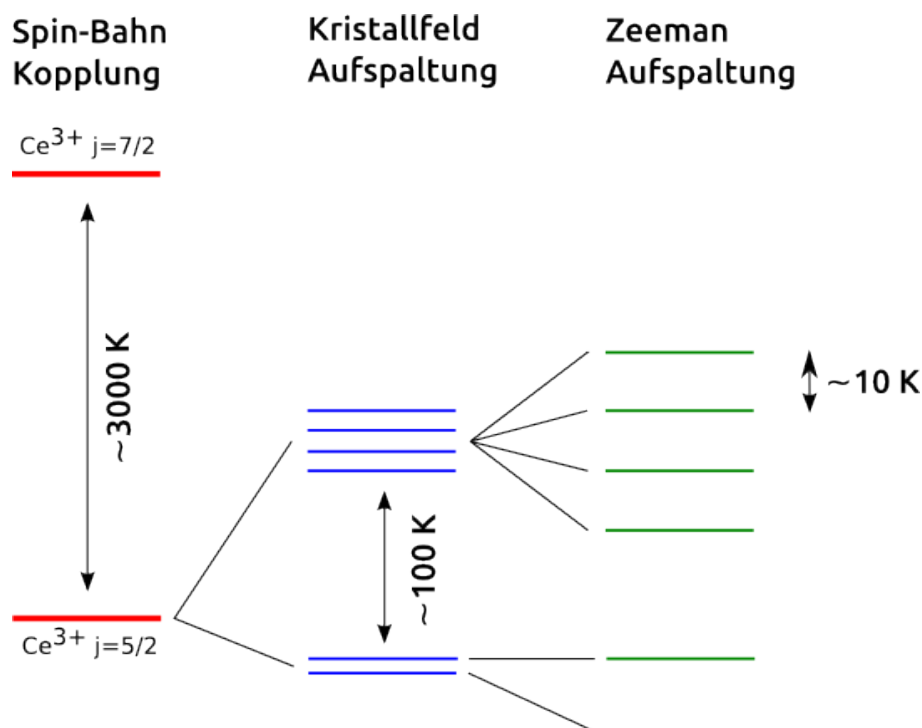 Spin-Bahn
Kopplung
Kristallfeld
Aufspaltung
Zeeman
Aufspaltung
Ce³⁺ j=7/2
~3000 K
~10 K
~100 K
Ce³⁺ j=5/2